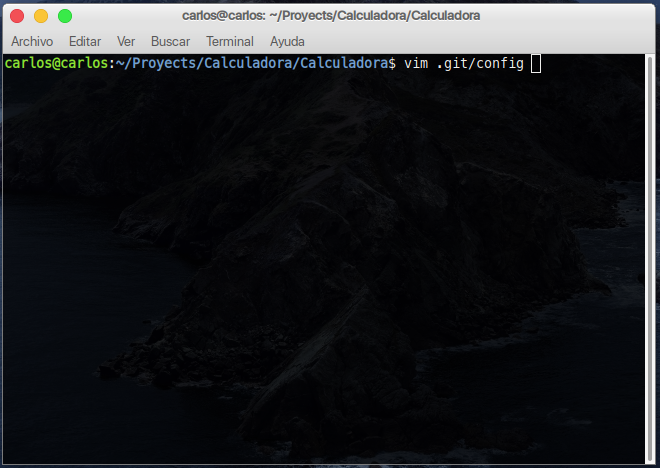 carlos@carlos: ~/Proyects/Calculadora/Calculadora
Archivo Editar Ver Buscar Terminal Ayuda
carlos@carlos:~/Proyects/Calculadora/Calculadora$ vim .git/config